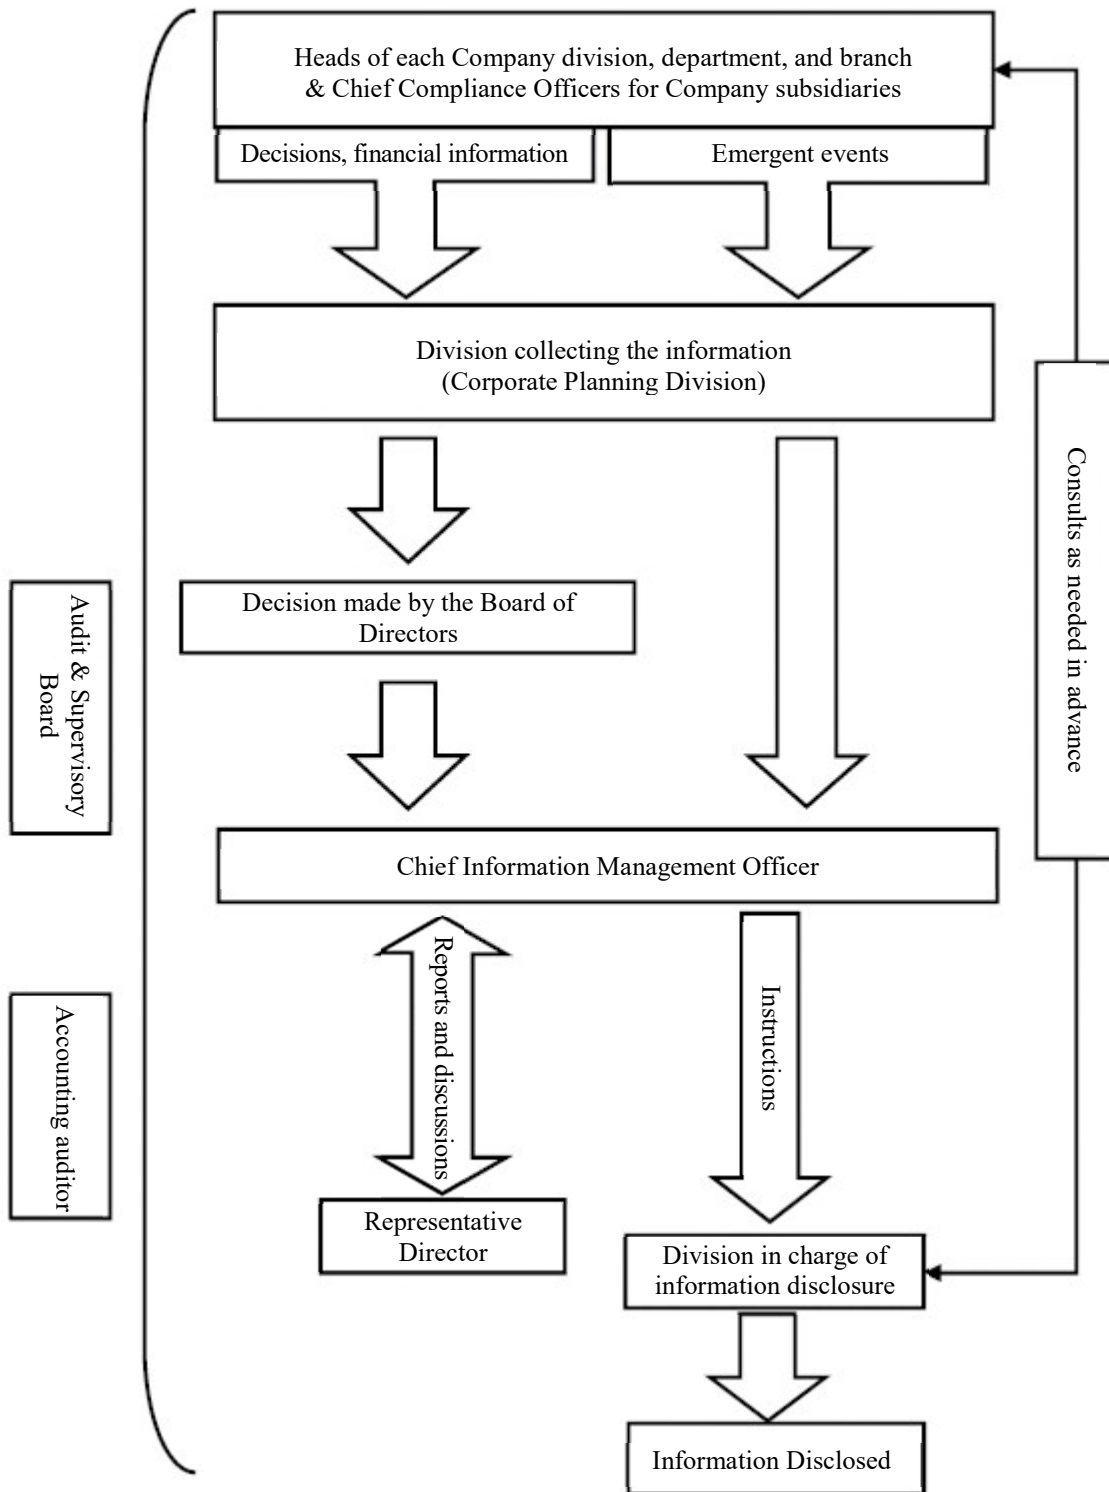 Heads of each Company division, department, and branch
& Chief Compliance Officers for Company subsidiaries
Decisions, financial information
Emergent events
Division collecting the information
(Corporate Planning Division)
Consults as needed in advance
Decision made by the Board of
Directors
Audit & Supervisory
Board
Chief Information Management Officer
Reports and discussions
Instructions
Accounting auditor
Representative
Director
Division in charge of
information disclosure
Information Disclosed